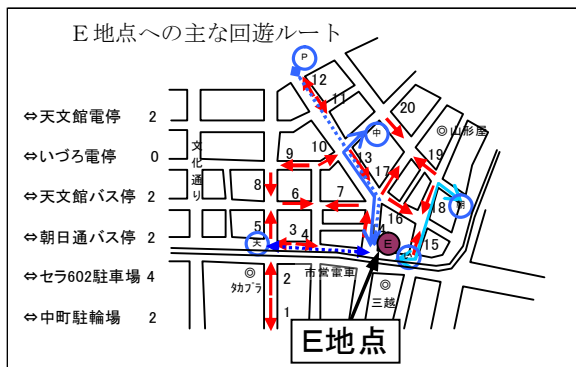 E地点への主な回遊ルート
⇔天文館電停 2
⇔いづろ電停 0
⇔天文館バス停 2
⇔朝日通バス停 2
⇔セラ602駐車場 4
⇔中町駐輪場 2
文化通り
P
12
11
20
中
◎山形屋
10
13
19
9
17
8
6
7
18
朝
16
5
3
4
天
E
15
市営電車
◎
タカプラ
2
◎
三越
1
E地点